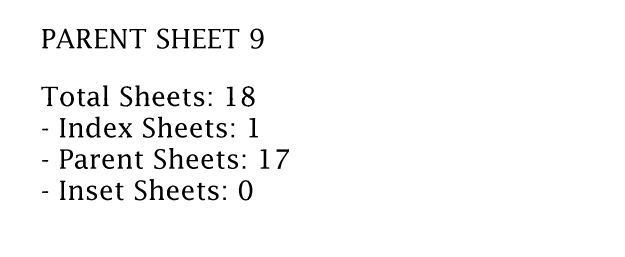 PARENT SHEET 9
Total Sheets: 18
- Index Sheets: 1
- Parent Sheets: 17
- Inset Sheets: 0